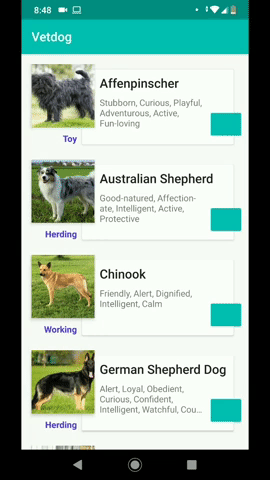 8:48
Vetdog
Affenpinscher
Stubborn, Curious, Playful,
Adventurous, Active,
Fun-loving
Toy
Australian Shepherd
Good-natured, Affection-
ate, Intelligent, Active,
Protective
Herding
Chinook
Friendly, Alert, Dignified,
Intelligent, Calm
Working
German Shepherd Dog
Alert, Loyal, Obedient,
Curious, Confident,
Intelligent, Watchful, Cou...
Herding